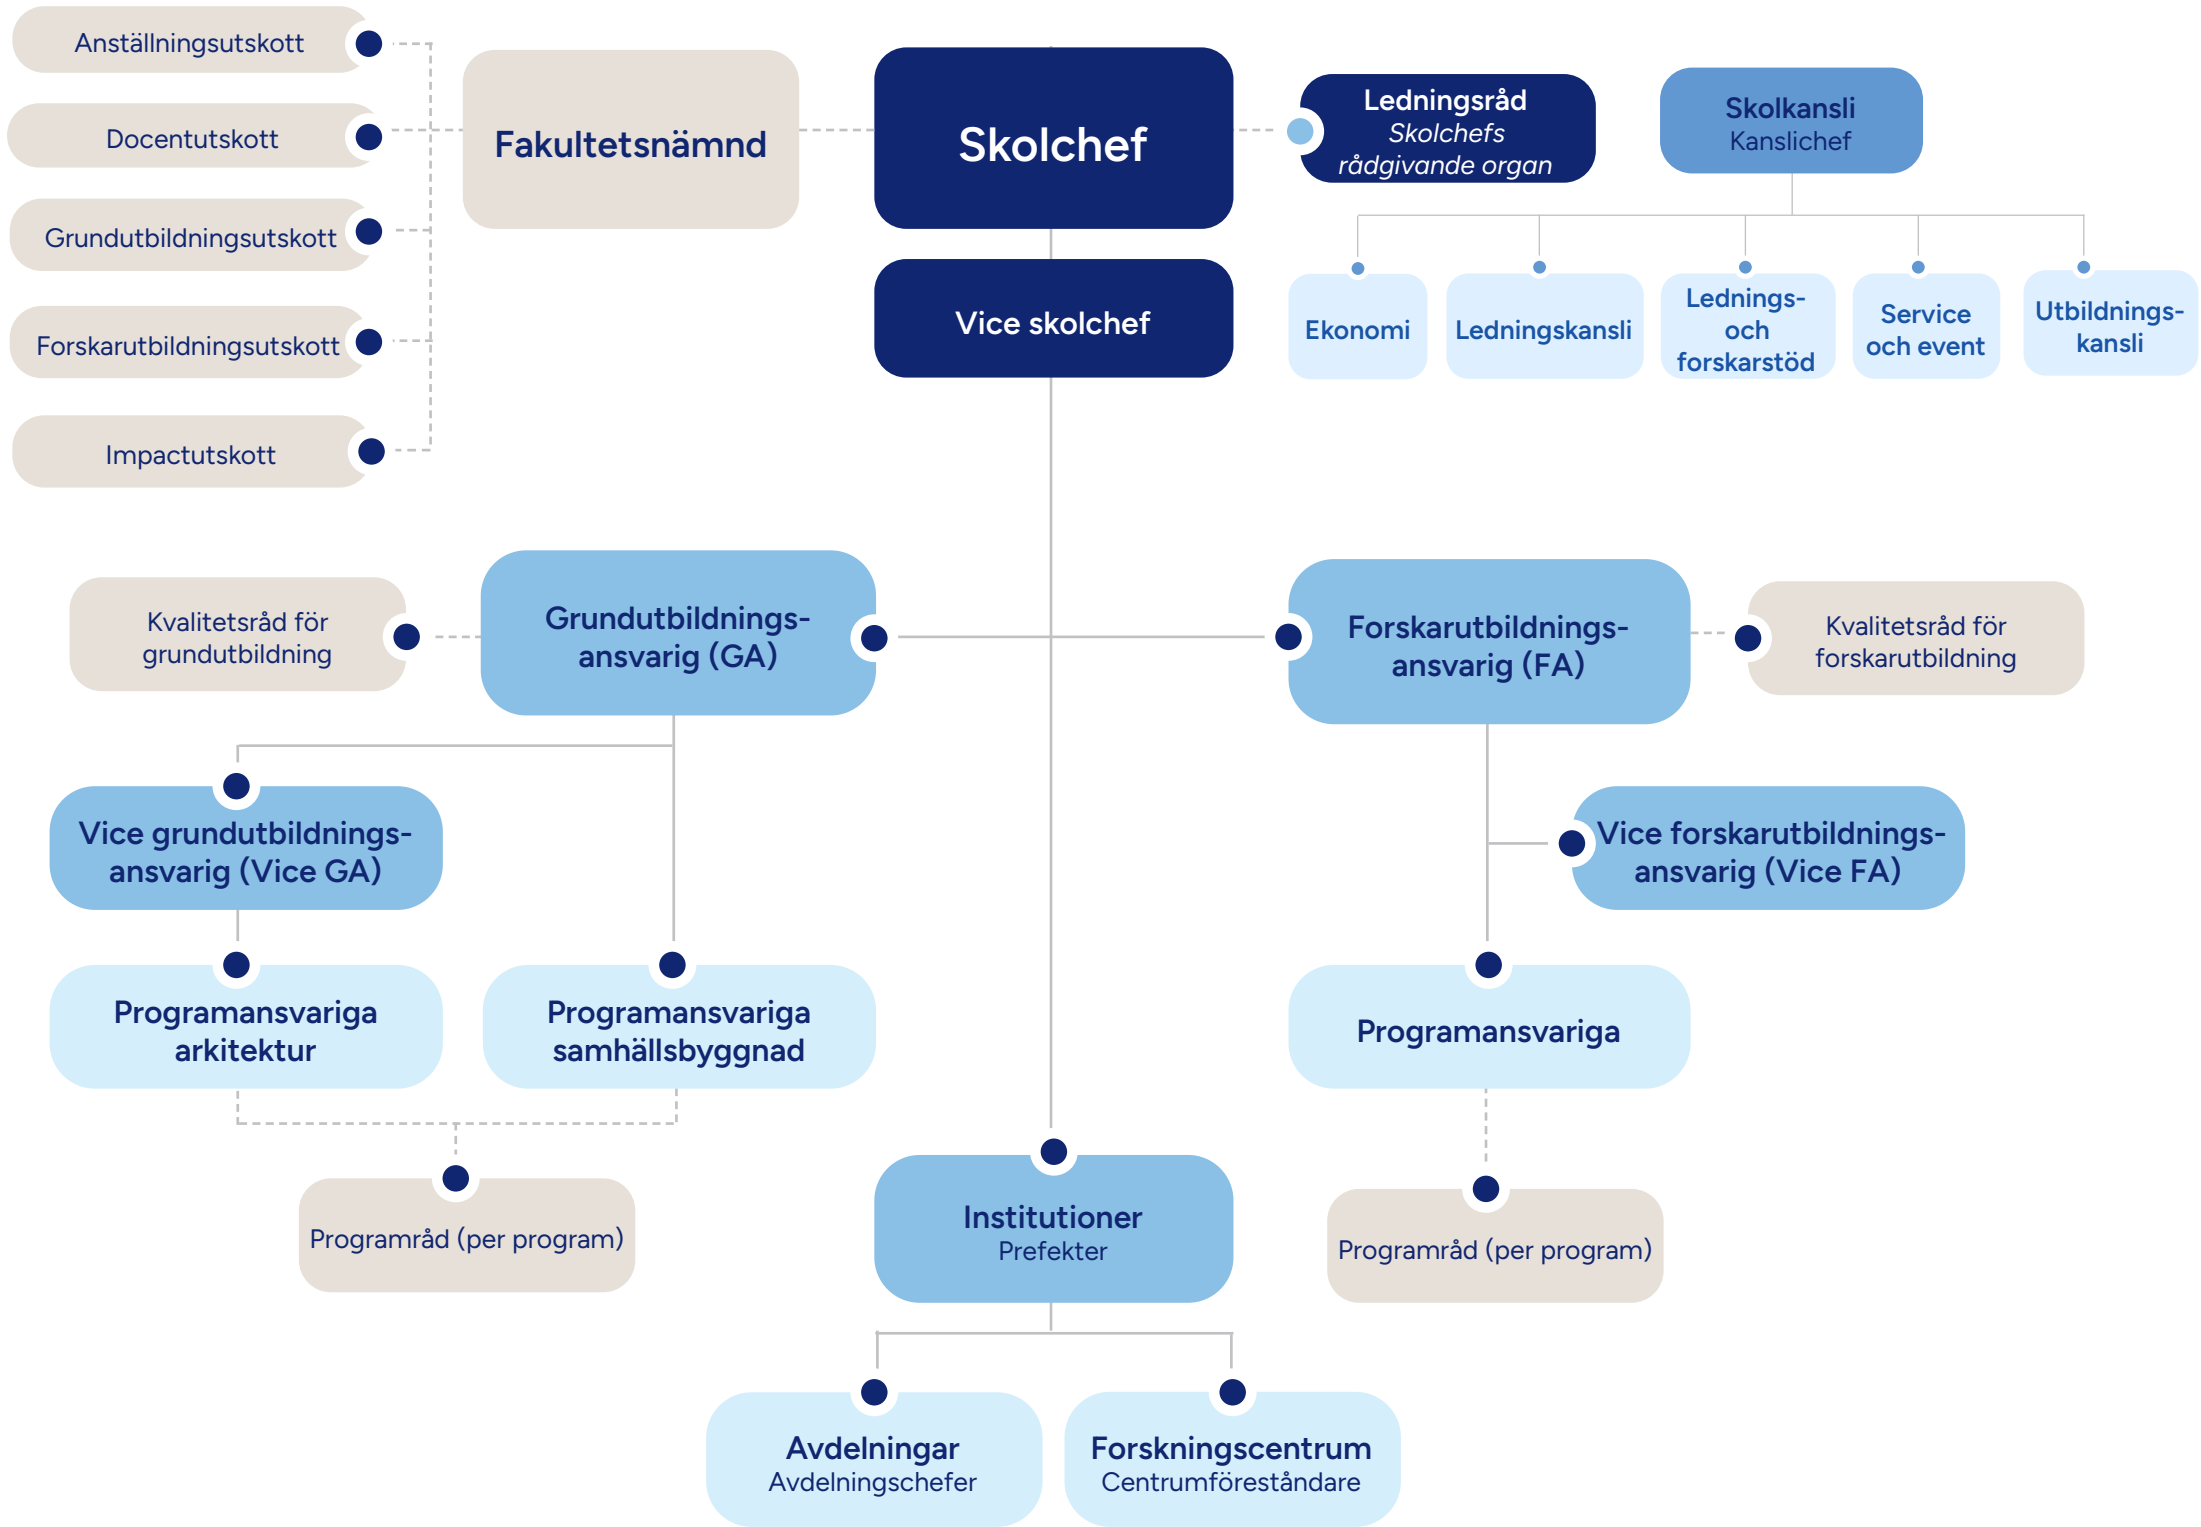 Anställningsutskott
Docentutskott
Grundutbildningsutskott
Forskarutbildningsutskott
Impactutskott
Fakultetsnämnd
Skolchef
Vice skolchef
Ledningsråd
Skolchefs
rådgivande organ
Skolkansli
Kanslichef
Ekonomi
Ledningskansli
Lednings-
och
forskarstöd
Service
och event
Utbildnings-
kansli
Kvalitetsråd för
grundutbildning
Grundutbildnings-
ansvarig (GA)
Forskarutbildnings-
ansvarig (FA)
Kvalitetsråd för
forskarutbildning
Vice grundutbildnings-
ansvarig (Vice GA)
Vice forskarutbildnings-
ansvarig (Vice FA)
Programansvariga
arkitektur
Programansvariga
samhällsbyggnad
Programansvariga
Programråd (per program)
Institutioner
Prefekter
Programråd (per program)
Avdelningar
Avdelningschefer
Forskningscentrum
Centrumföreståndare